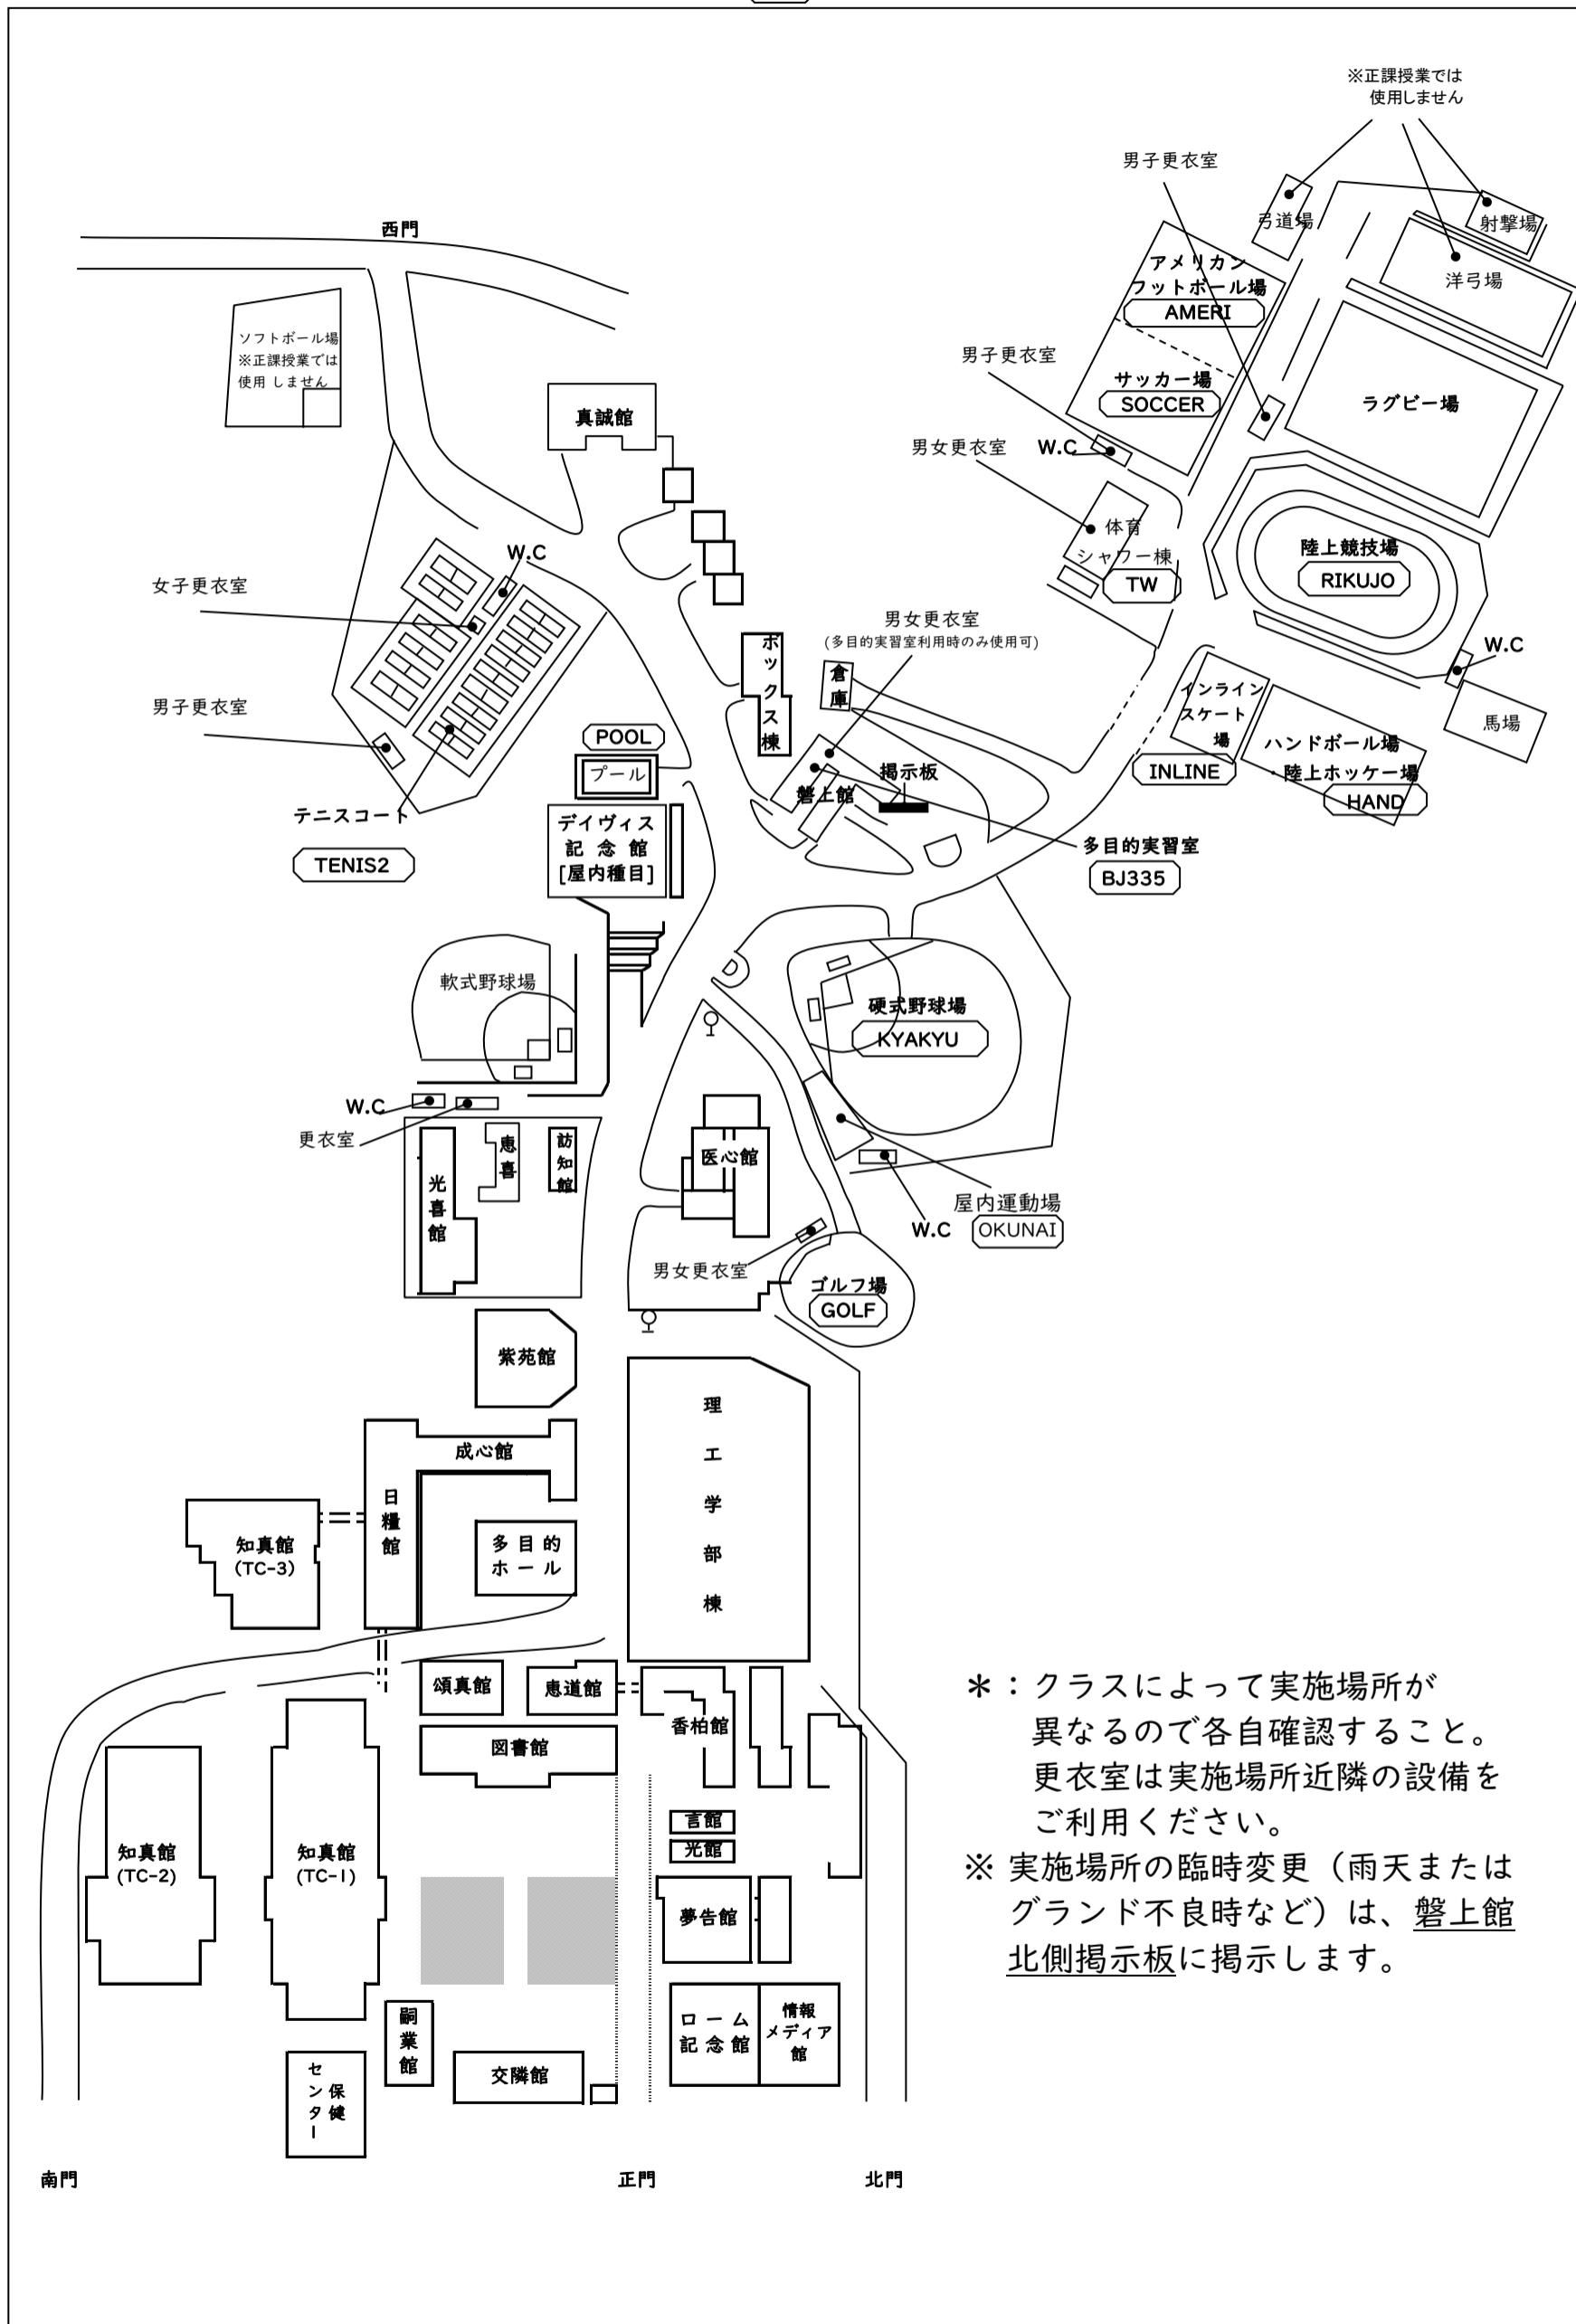 ※正課授業では
使用しません
男子更衣室
弓道場
射撃場
洋弓場
アメリカン
フットボール場
AMERI
西門
ソフトボール場
※正課授業では
使用 しません
男子更衣室
サッカー場
SOCCER
ラグビー場
真誠館
男女更衣室
W.C
体育
シャワー棟
TW
陸上競技場
RIKUJO
W.C
女子更衣室
男女更衣室
(多目的実習室利用時のみ使用可)
W.C
ボックス棟
倉庫
男子更衣室
インライン
スケート
場
INLINE
馬場
ハンドボール場
・陸上ホッケー場
HAND
POOL
プール
掲示板
磐上館
テニスコート
TENIS2
デイヴィス
記念館
[屋内種目]
多目的実習室
BJ335
軟式野球場
硬式野球場
KYAKYU
W.C
更衣室
恵喜
訪知館
光喜館
医心館
屋内運動場
OKUNAI
W.C
男女更衣室
ゴルフ場
GOLF
紫苑館
理工学部棟
成心館
日糧館
知真館
(TC-3)
多目的
ホール
頌真館
恵道館
香柏館
図書館
知真館
(TC-2)
知真館
(TC-1)
言館
光館
夢告館
嗣業館
ローム
記念館
情報
メディア
館
保健
センター
交隣館
南門
正門
北門
＊：クラスによって実施場所が
異なるので各自確認すること。
更衣室は実施場所近隣の設備を
ご利用ください。
※ 実施場所の臨時変更（雨天または
グランド不良時など）は、磐上館
北側掲示板に掲示します。